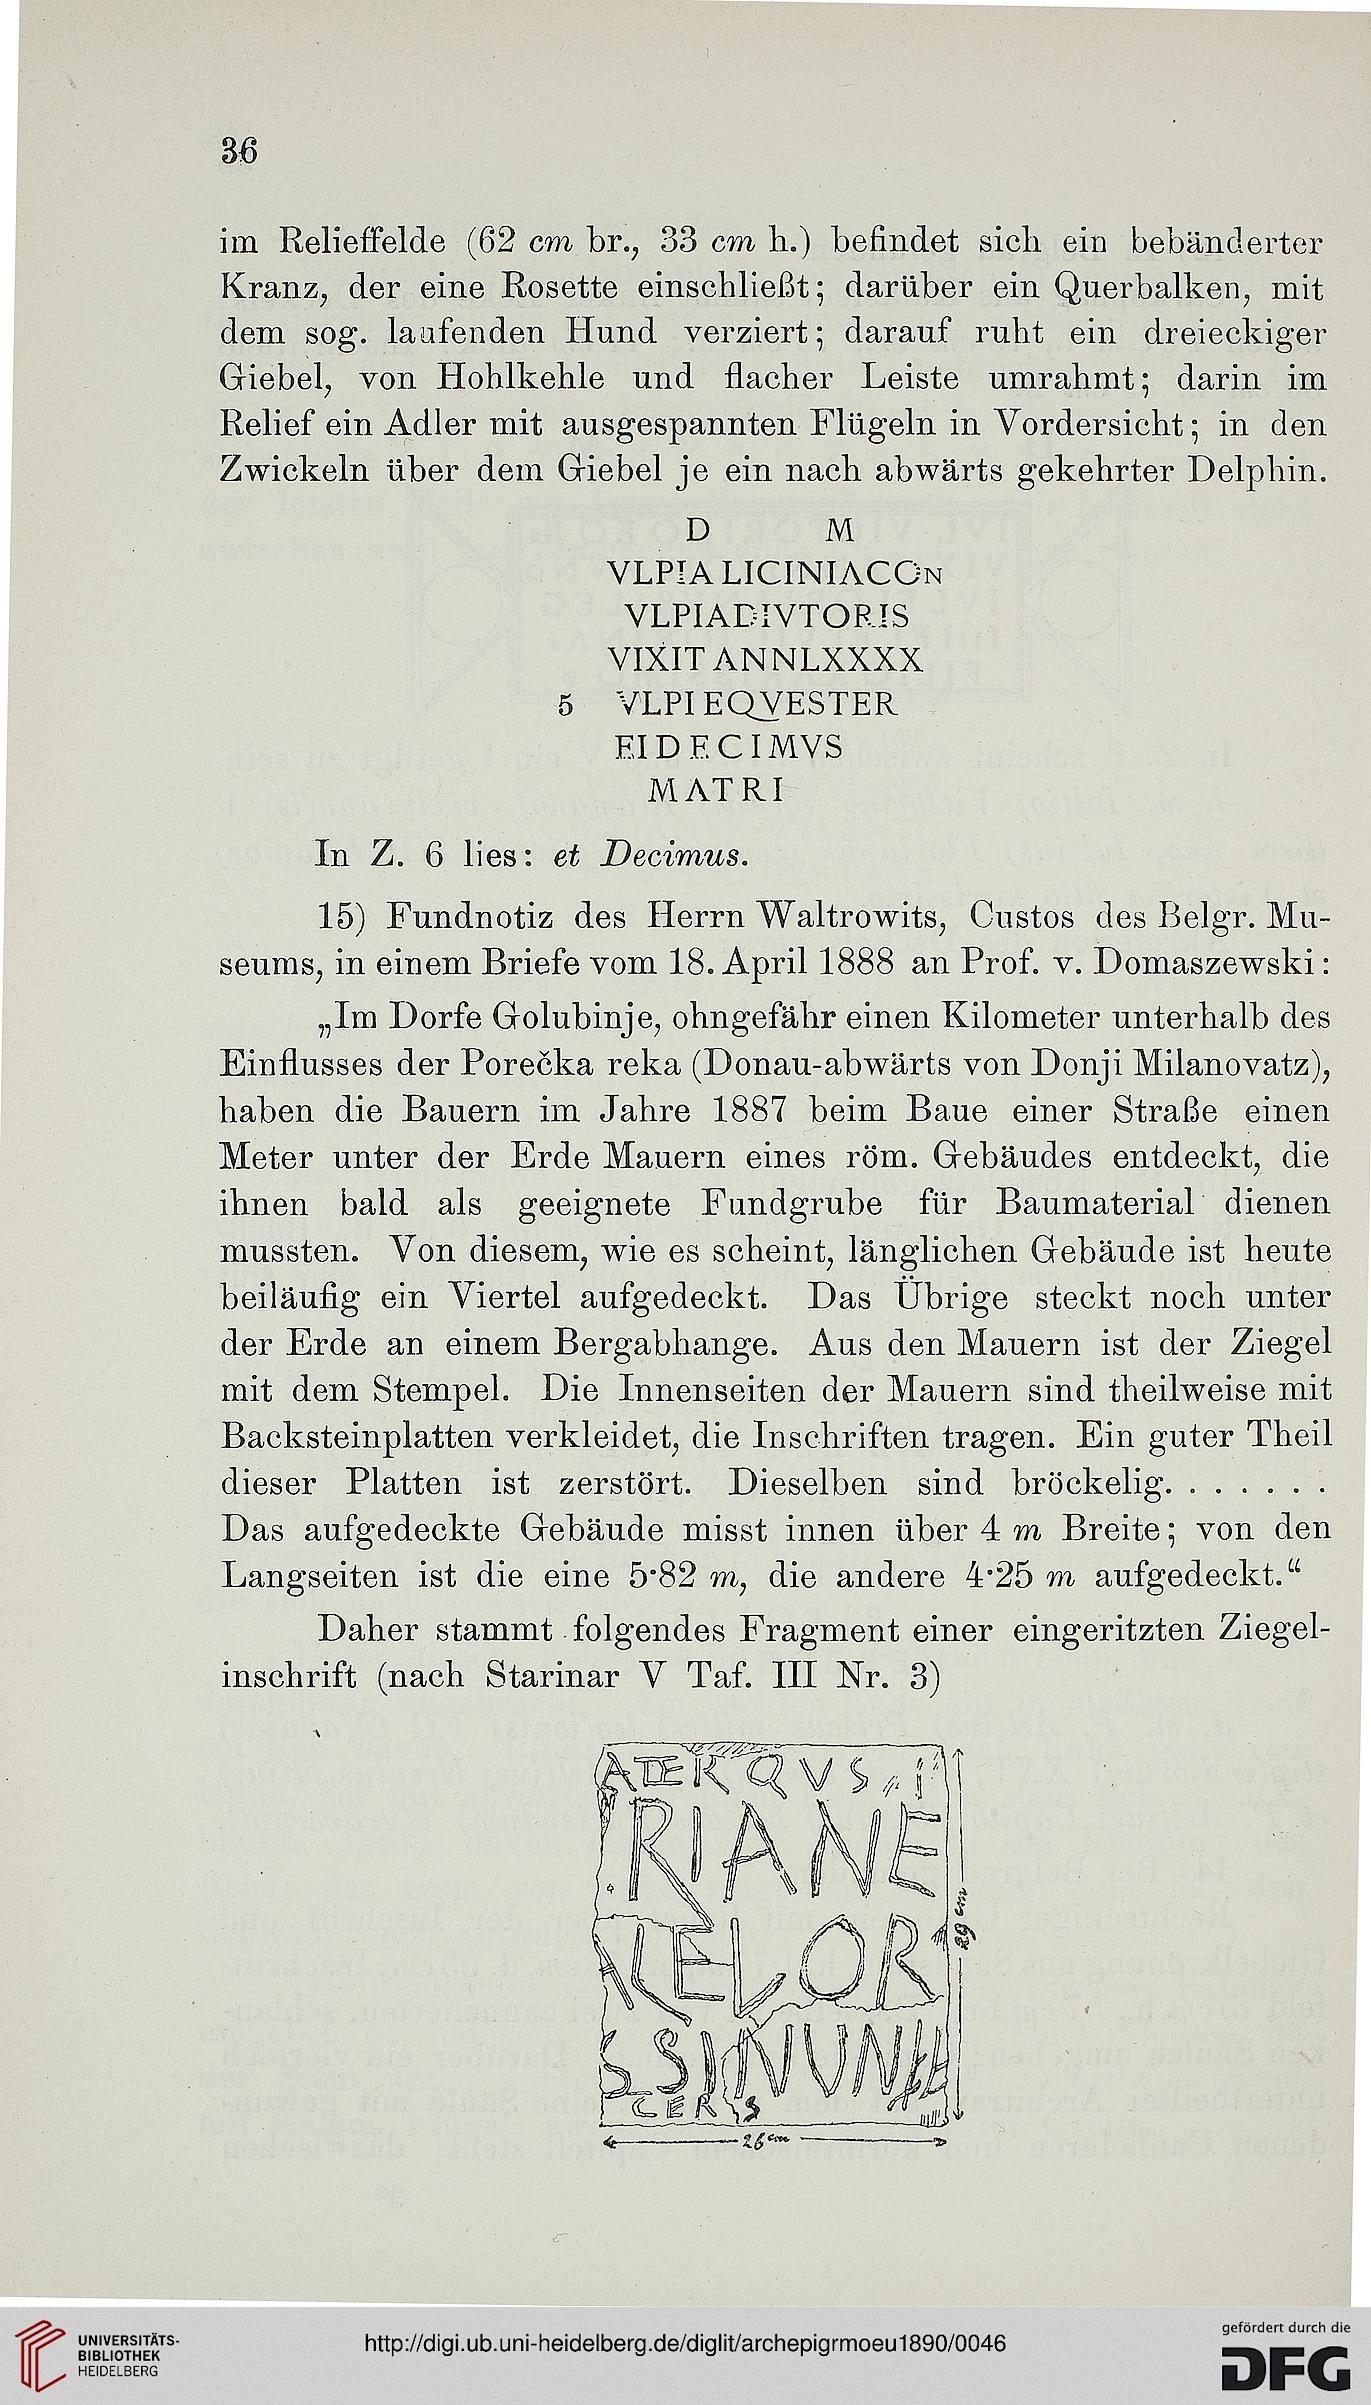 36
im Relieffelde (62 cm br., 33 cm h.) befindet sich ein bebänderter
Kranz, der eine Rosette einschließt; darüber ein Querbalken, mit
dem sog. laufenden Hund verziert; darauf ruht ein dreieckiger
Giebel, von Hohlkehle und flacher Leiste umrahmt; darin im
Relief ein Adler mit ausgespannten Flügeln in Vordersicht; in den
Zwickeln über dem Giebel je ein nach abwärts gekehrter Delphin.
D M
VLPIA LICINIACON
VLPIADIVTORIS
VIXIT ANNLXXXX
5 VLPI EQVESTER
EIDECIMVS
MATRI
In Z. 6 lies: et Decimus.
15) Fundnotiz des Herrn Waltrowits, Custos des Belgr. Mu-
seums, in einem Briefe vom 18. April 1888 an Prof. v. Domaszewski:
„Im Dorfe Golubinje, ohngefähr einen Kilometer unterhalb des
Einflusses der Porečka reka (Donau-abwärts von Donji Milanovatz),
haben die Bauern im Jahre 1887 beim Baue einer Straße einen
Meter unter der Erde Mauern eines röm. Gebäudes entdeckt, die
ihnen bald als geeignete Fundgrube für Baumaterial dienen
mussten. Von diesem, wie es scheint, länglichen Gebäude ist heute
beiläufig ein Viertel aufgedeckt. Das Übrige steckt noch unter
der Erde an einem Bergabhange. Aus den Mauern ist der Ziegel
mit dem Stempel. Die Innenseiten der Mauern sind theilweise mit
Backsteinplatten verkleidet, die Inschriften tragen. Ein guter Theil
dieser Platten ist zerstört. Dieselben sind bröckelig. . . . . . .
Das aufgedeckte Gebäude misst innen über 4 m Breite; von den
Langseiten ist die eine 5·82 m, die andere 4·25 m aufgedeckt.“
Daher stammt folgendes Fragment einer eingeritzten Ziegel-
inschrift (nach Starinar V Taf. III Nr. 3)
ATERQVS
RIANE
CELOR
29 cm
SSINUN
CERIS
26 cm
UNIVERSITÄTS-
BIBLIOTHEK
HEIDELBERG
http://digi.ub.uni-heidelberg.de/diglit/archepigrmoeu1890/0046
gefördert durch die
DFG